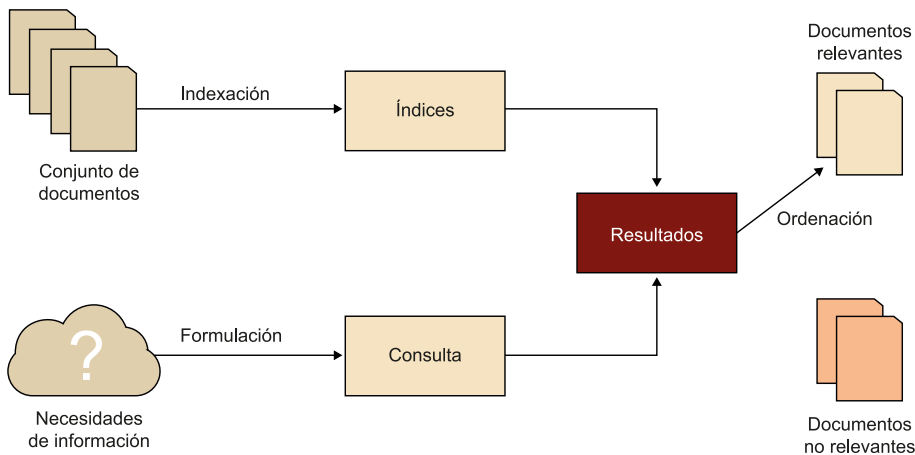 Conjunto de
documentos
Indexación
Índices
Necesidades
de información
?
Formulación
Consulta
Resultados
Ordenación
Documentos
relevantes
Documentos
no relevantes